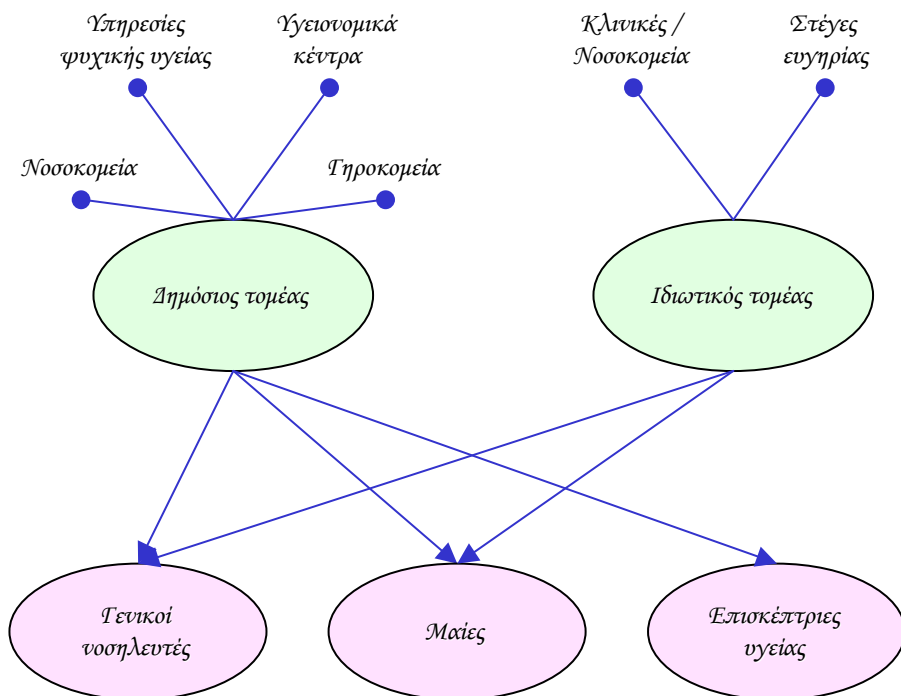 Υπηρεσίες
ψυχικής υγείας
Υγειονομικά
κέντρα
Κλινικές /
Νοσοκομεία
Στέγες
ευγηρίας
Νοσοκομεία
Γηροκομεία
Δημόσιος τομέας
Ιδιωτικός τομέας
Γενικοί
νοσηλευτές
Μαίες
Επισκέπτριες
υγείας